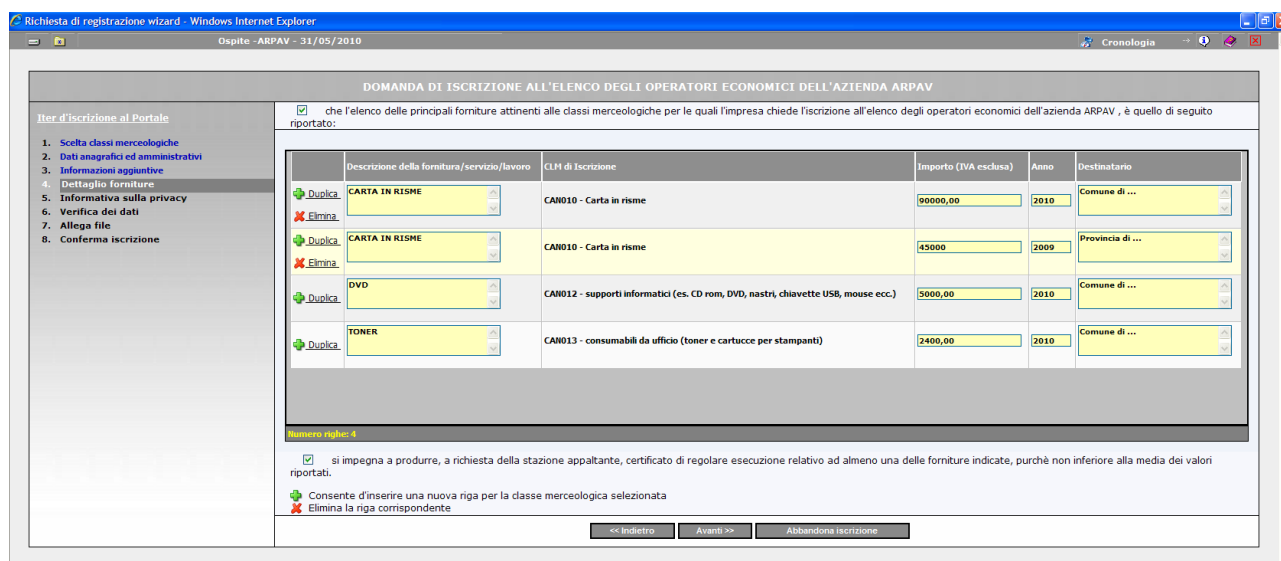 Richiesta di registrazione wizard - Windows Internet Explorer
Ospite -ARPAV - 31/05/2010
Cronologia
DOMANDA DI ISCRIZIONE ALL'ELENCO DEGLI OPERATORI ECONOMICI DELL'AZIENDA ARPAV
Iter d'iscrizione al Portale
1. Scelta classi merceologiche
2. Dati anagrafici ed amministrativi
3. Informazioni aggiuntive
4. Dettaglio forniture
5. Informativa sulla privacy
6. Verifica dei dati
7. Allega file
8. Conferma iscrizione
che l'elenco delle principali forniture attinenti alle classi merceologiche per le quali l'impresa chiede l'iscrizione all'elenco degli operatori economici dell'azienda ARPAV , è quello di seguito
riportato:
Descrizione della fornitura/servizio/lavoro CLM di Iscrizione Importo (IVA esclusa) Anno Destinatario
Duplica CARTA IN RISME CAN010 - Carta in risme 90000,00 2010 Comune di ...
Elimina
Duplica CARTA IN RISME CAN010 - Carta in risme 45000 2009 Provincia di ...
Elimina
Duplica DVD CAN012 - supporti informatici (es. CD rom, DVD, nastri, chiavette USB, mouse ecc.) 5000,00 2010 Comune di ...
Duplica TONER CAN013 - consumabili da ufficio (toner e cartucce per stampanti) 2400,00 2010 Comune di ...
Numero righe: 4
si impegna a produrre, a richiesta della stazione appaltante, certificato di regolare esecuzione relativo ad almeno una delle forniture indicate, purchè non inferiore alla media dei valori
riportati.
Consente d'inserire una nuova riga per la classe merceologica selezionata
Elimina la riga corrispondente
<< Indietro Avanti >> Abbandona iscrizione